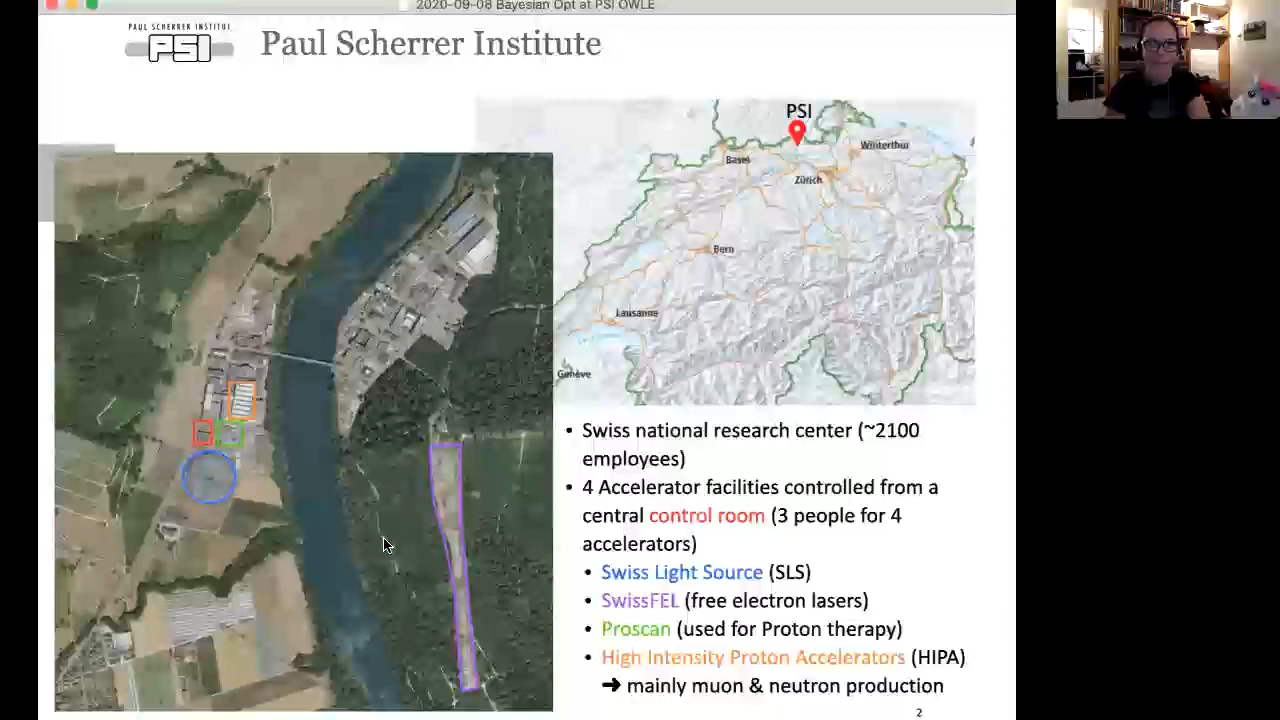 2020-09-08 Bayesian Opt at PSI OWLE
PAUL SCHERRER INSTITUT
PSI
Paul Scherrer Institute
PSI
Basel
Winterthur
Zürich
Bern
Lausanne
Genève
• Swiss national research center (~2100
employees)
• 4 Accelerator facilities controlled from a
central control room (3 people for 4
accelerators)
• Swiss Light Source (SLS)
• SwissFEL (free electron lasers)
• Proscan (used for Proton therapy)
• High Intensity Proton Accelerators (HIPA)
➔ mainly muon & neutron production
2